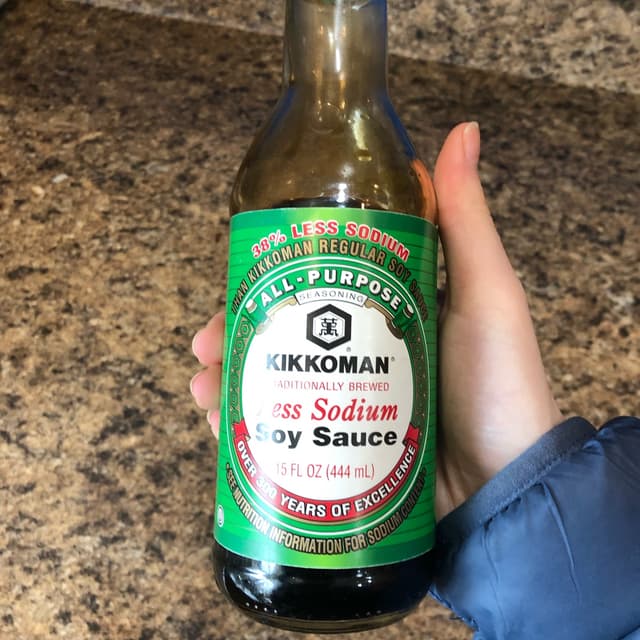 38% LESS SODIUM
THAN KIKKOMAN REGULAR SOY SAUCE
ALL-PURPOSE
SEASONING
萬
KIKKOMAN®
TRADITIONALLY BREWED
Less Sodium
Soy Sauce
15 FL OZ (444 mL)
OVER 300 YEARS OF EXCELLENCE
*SEE NUTRITION INFORMATION FOR SODIUM CONTENT*